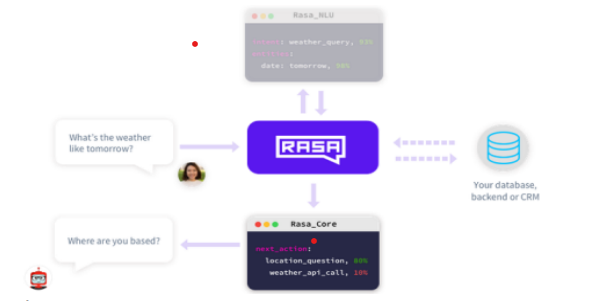 Rasa_NLU
intent: weather_query, 93%
entities:
date: tomorrow, 98%
What's the weather
like tomorrow?
RASA
Your database,
backend or CRM
Rasa_Core
Where are you based?
next_action:
location_question, 80%
weather_api_call, 10%